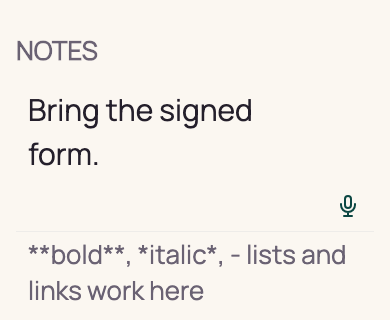 NOTES
Bring the signed
form.
**bold**, *italic*, - lists and
links work here